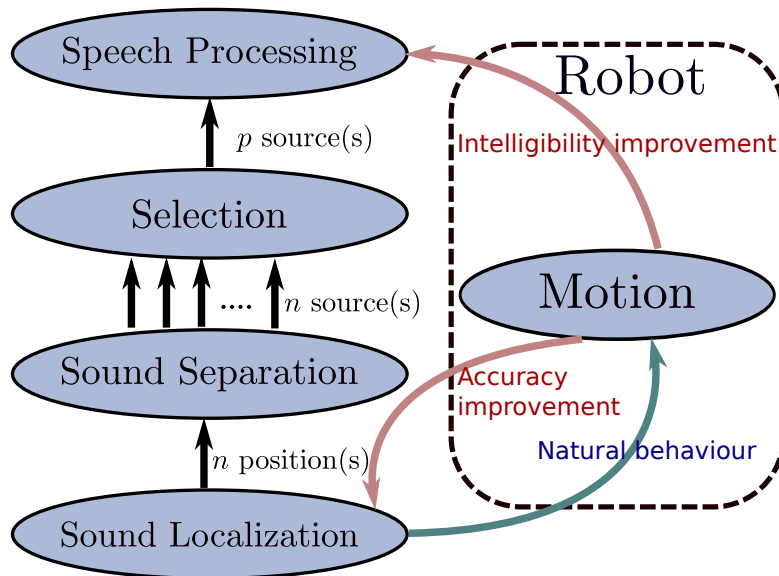 Speech Processing
Robot
Intelligibility improvement
p source(s)
Selection
Motion
.... n source(s)
Sound Separation
Accuracy
improvement
n position(s)
Natural behaviour
Sound Localization